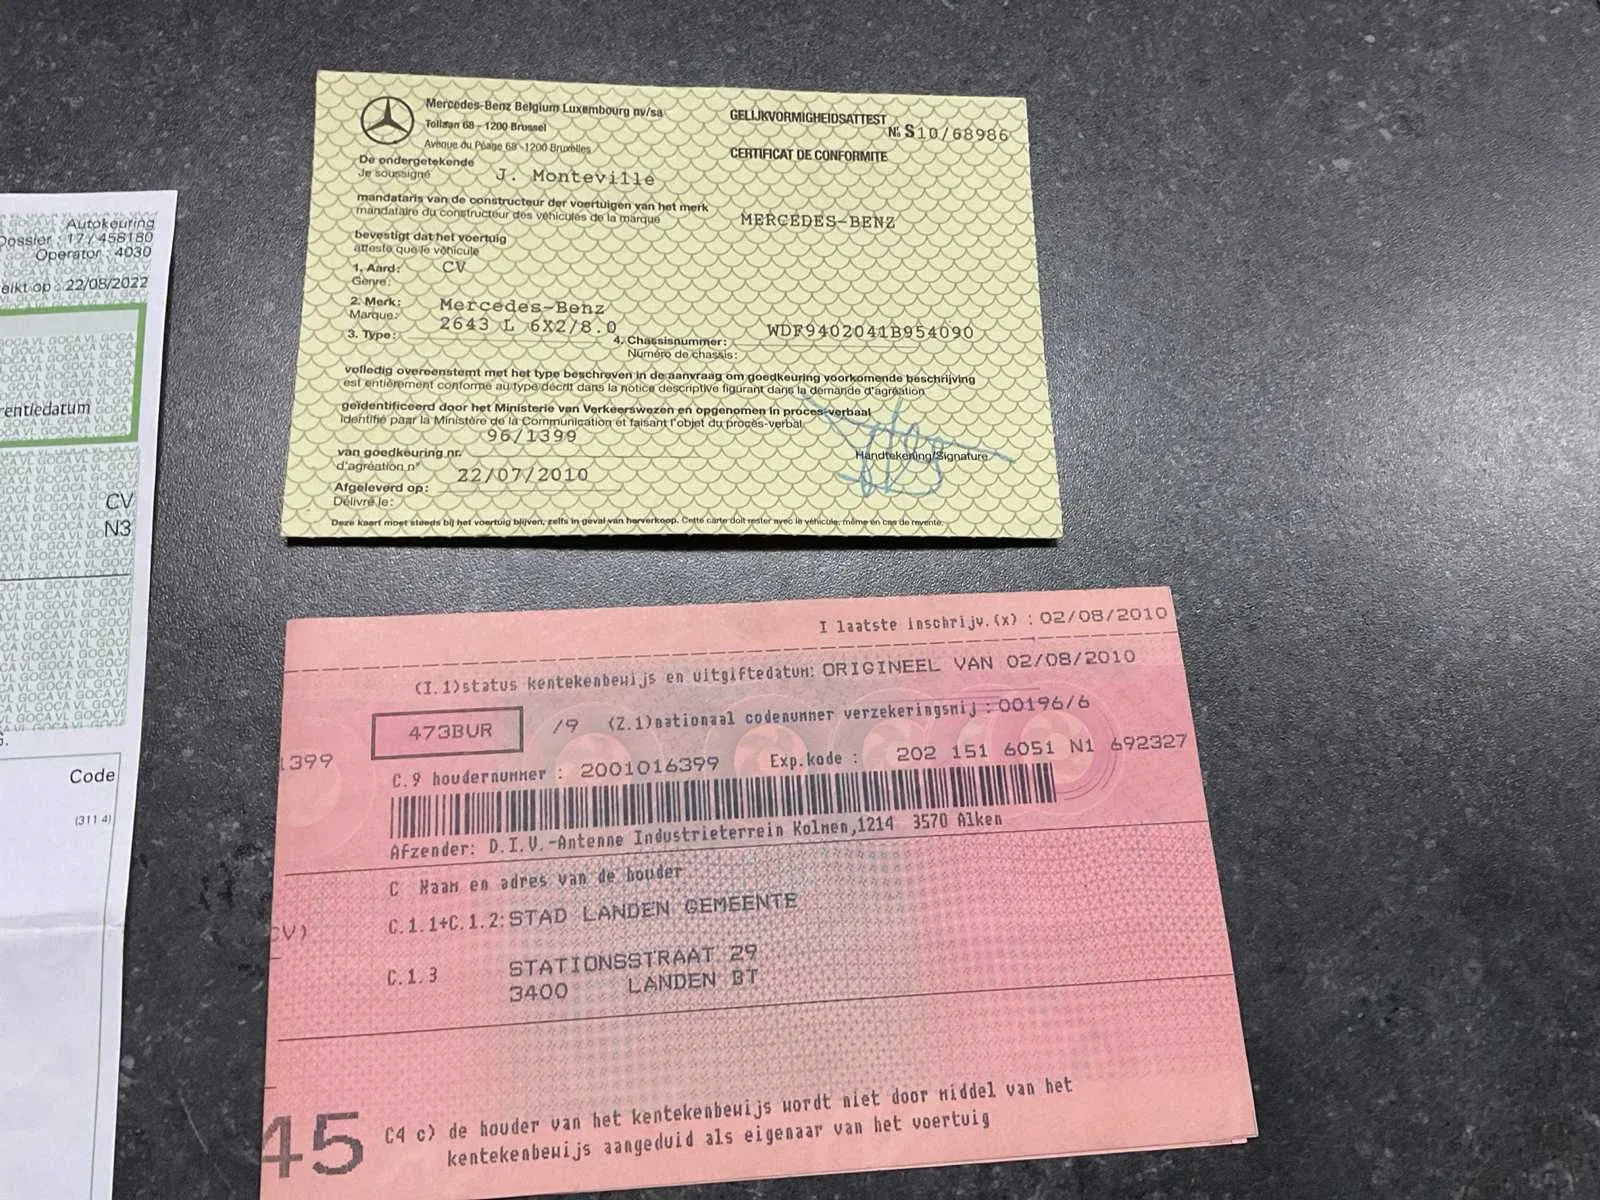 Autokeuring
Dossier : 17 / 458180
Operator : 4030
eikt op : 22/08/2022
rentiedatum
CV
N3
Code
(311 4)
Mercedes-Benz Belgium Luxembourg nv/sa
Tollaan 68 - 1200 Brussel
Avenue du Péage 68 - 1200 Bruxelles
GELIJKVORMIGHEIDSATTEST
N° S10/68986
CERTIFICAT DE CONFORMITE
De ondergetekende
Je soussigné
J. Monteville
mandataris van de constructeur der voertuigen van het merk
mandataire du constructeur des véhicules de la marque
MERCEDES-BENZ
bevestigt dat het voertuig
atteste que le véhicule
1. Aard: CV
Genre:
2. Merk: Mercedes-Benz
Marque:
3. Type: 2643 L 6X2/8.0
4. Chassisnummer: WDF9402041B954090
Numéro de chassis:
volledig overeenstemt met het type beschreven in de aanvraag om goedkeuring voorkomende beschrijving
est entièrement conforme au type décrit dans la notice descriptive figurant dans la demande d'agréation
geïdentificeerd door het Ministerie van Verkeerswezen en opgenomen in proces-verbaal
identifié paar la Ministère de la Communication et faisant l'objet du procès-verbal
96/1399
van goedkeuring nr.
d'agréation n°
Afgeleverd op: 22/07/2010
Délivré le:
Handtekening/Signature
Deze kaart moet steeds bij het voertuig blijven, zelfs in geval van herverkoop. Cette carte doit rester avec le véhicule, même en cas de revente.
I laatste inschrijv.(x) : 02/08/2010
(I.1)status kentekenbewijs en uitgiftedatum: ORIGINEEL VAN 02/08/2010
473BUR /9 (Z.1)nationaal codenummer verzekeringsmij : 00196/6
1399
C.9 houdernummer : 2001016399 Exp.kode : 202 151 6051 N1 692327
Afzender: D.I.V.-Antenne Industrieterrein Kolmen,1214 3570 Alken
C Naam en adres van de houder
CV)
C.1.1+C.1.2: STAD LANDEN GEMEENTE
C.1.3 STATIONSSTRAAT 29
3400 LANDEN BT
45
C4 c) de houder van het kentekenbewijs wordt niet door middel van het
kentekenbewijs aangeduid als eigenaar van het voertuig